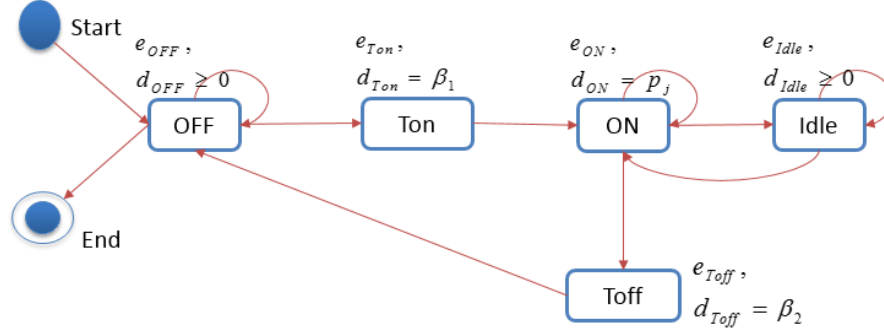 Start
e_OFF ,
d_OFF ≥ 0
e_Ton ,
d_Ton = β_1
e_ON ,
d_ON = p_j
e_Idle ,
d_Idle ≥ 0
OFF
Ton
ON
Idle
End
Toff
e_Toff ,
d_Toff = β_2